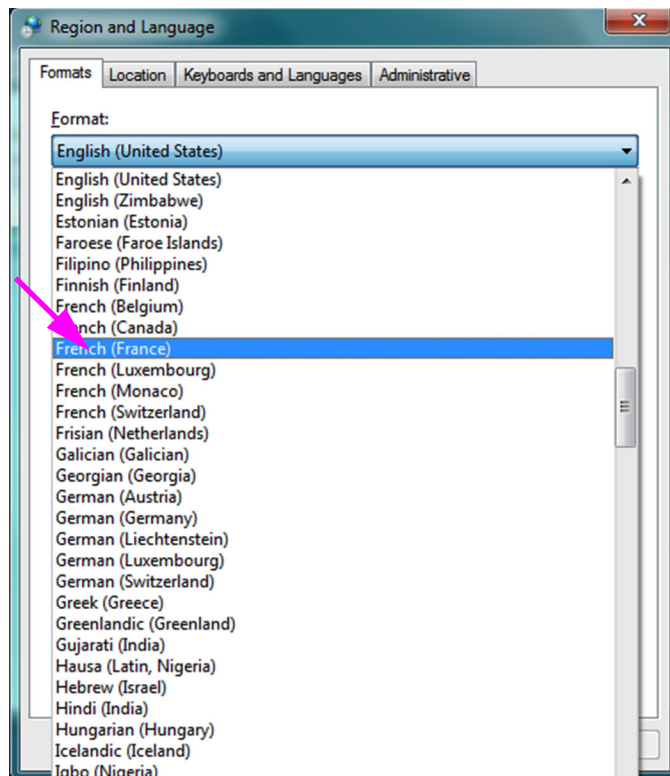 Region and Language
Formats Location Keyboards and Languages Administrative
Format:
English (United States)
English (United States)
English (Zimbabwe)
Estonian (Estonia)
Faroese (Faroe Islands)
Filipino (Philippines)
Finnish (Finland)
French (Belgium)
French (Canada)
French (France)
French (Luxembourg)
French (Monaco)
French (Switzerland)
Frisian (Netherlands)
Galician (Galician)
Georgian (Georgia)
German (Austria)
German (Germany)
German (Liechtenstein)
German (Luxembourg)
German (Switzerland)
Greek (Greece)
Greenlandic (Greenland)
Gujarati (India)
Hausa (Latin, Nigeria)
Hebrew (Israel)
Hindi (India)
Hungarian (Hungary)
Icelandic (Iceland)
Igbo (Nigeria)